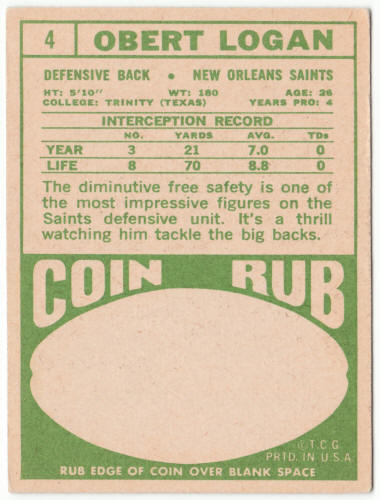 4 OBERT LOGAN
DEFENSIVE BACK • NEW ORLEANS SAINTS
HT: 5'10" WT: 180 AGE: 26
COLLEGE: TRINITY (TEXAS) YEARS PRO: 4
INTERCEPTION RECORD
NO. YARDS AVG. TDs
YEAR 3 21 7.0 0
LIFE 8 70 8.8 0
The diminutive free safety is one of
the most impressive figures on the
Saints defensive unit. It's a thrill
watching him tackle the big backs.
COIN RUB
© T.C.G.
PRTD. IN U.S.A
RUB EDGE OF COIN OVER BLANK SPACE